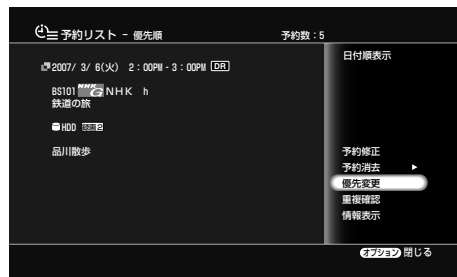 予約リスト - 優先順 予約数：5
日付順表示
2007/ 3/ 6(火) 2：00PM - 3：00PM DR
BS101 NHK G NHK h
鉄道の旅
HDD
品川散歩
予約修正
予約消去 ▶
優先変更
重複確認
情報表示
オプション 閉じる